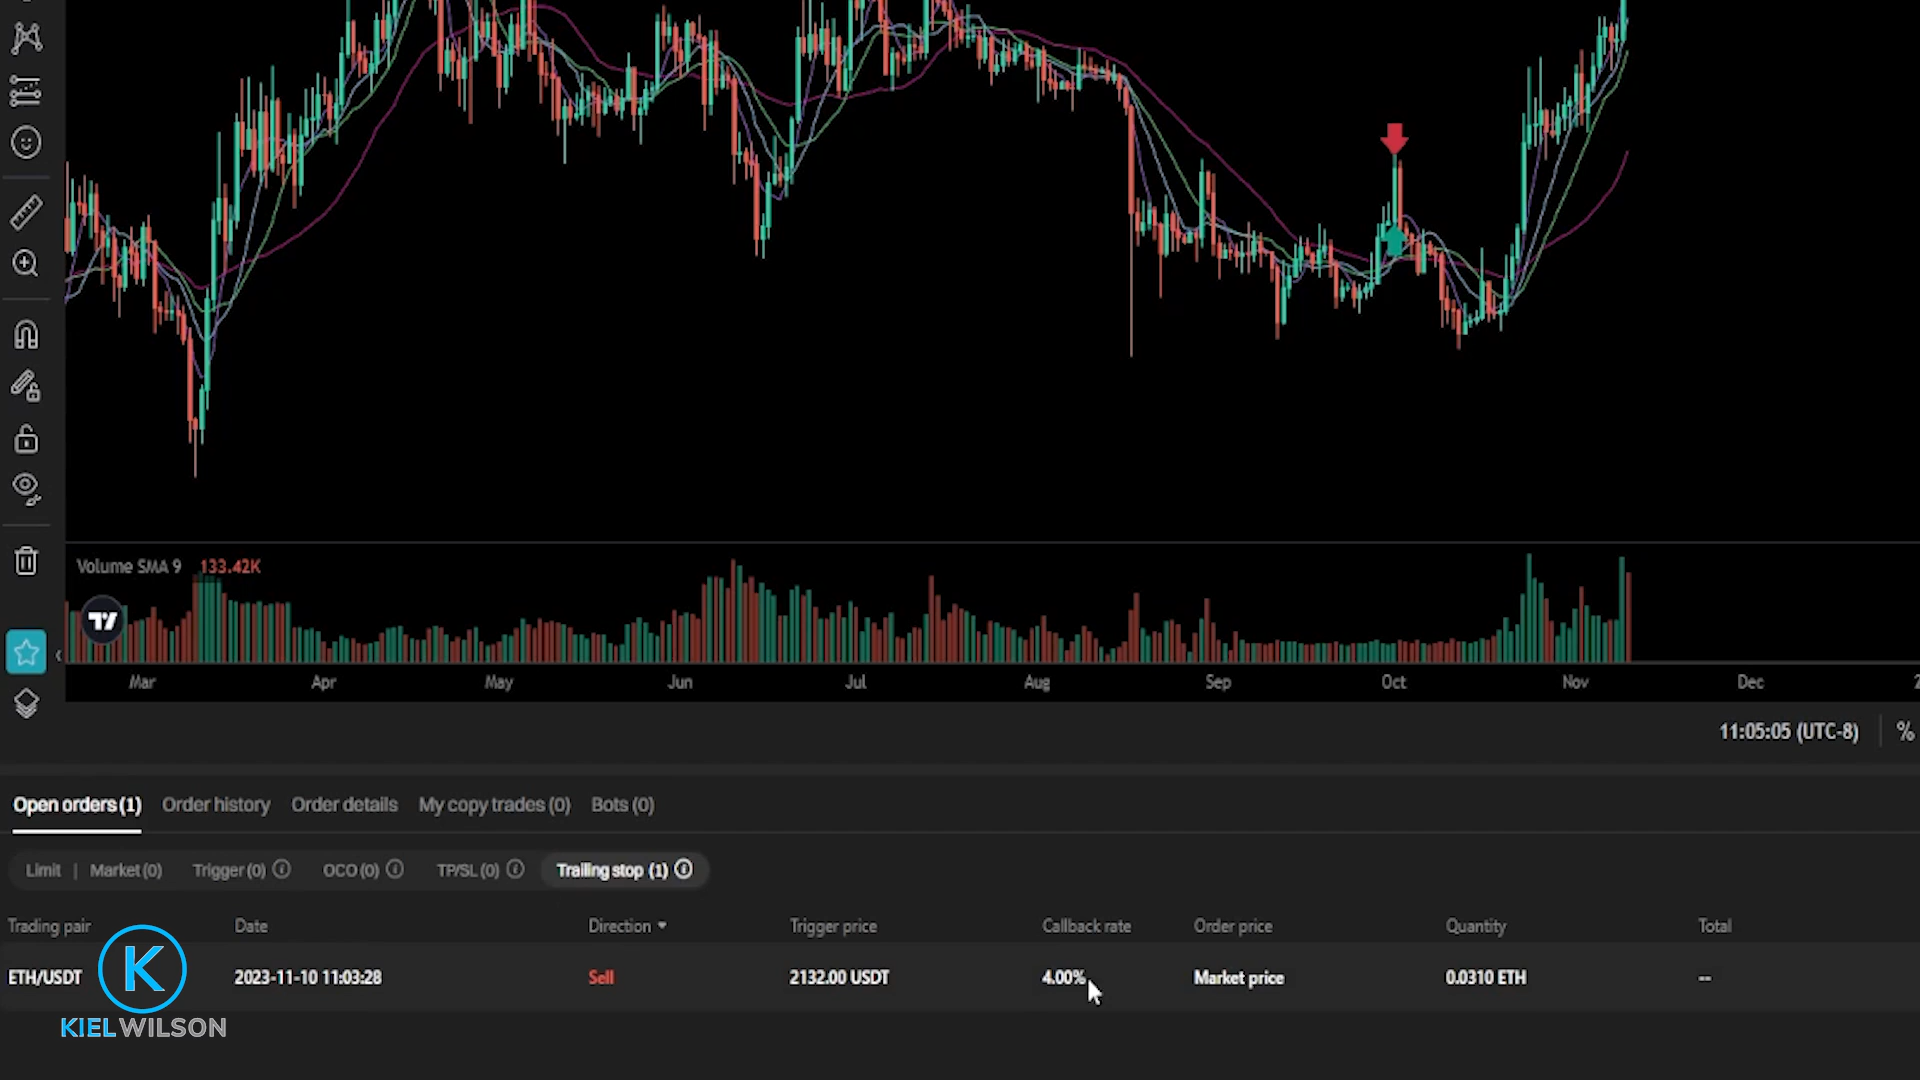 Volume SMA 9 133.42K
Mar Apr May Jun Jul Aug Sep Oct Nov Dec 2
11:05:05 (UTC-8) %
Open orders (1) Order history Order details My copy trades (0) Bots (0)
Limit | Market (0) Trigger (0) OCO (0) TP/SL (0) Trailing stop (1)
Trading pair Date Direction Trigger price Callback rate Order price Quantity Total
ETH/USDT 2023-11-10 11:03:28 Sell 2132.00 USDT 4.00% Market price 0.0310 ETH --
K
KIEL WILSON